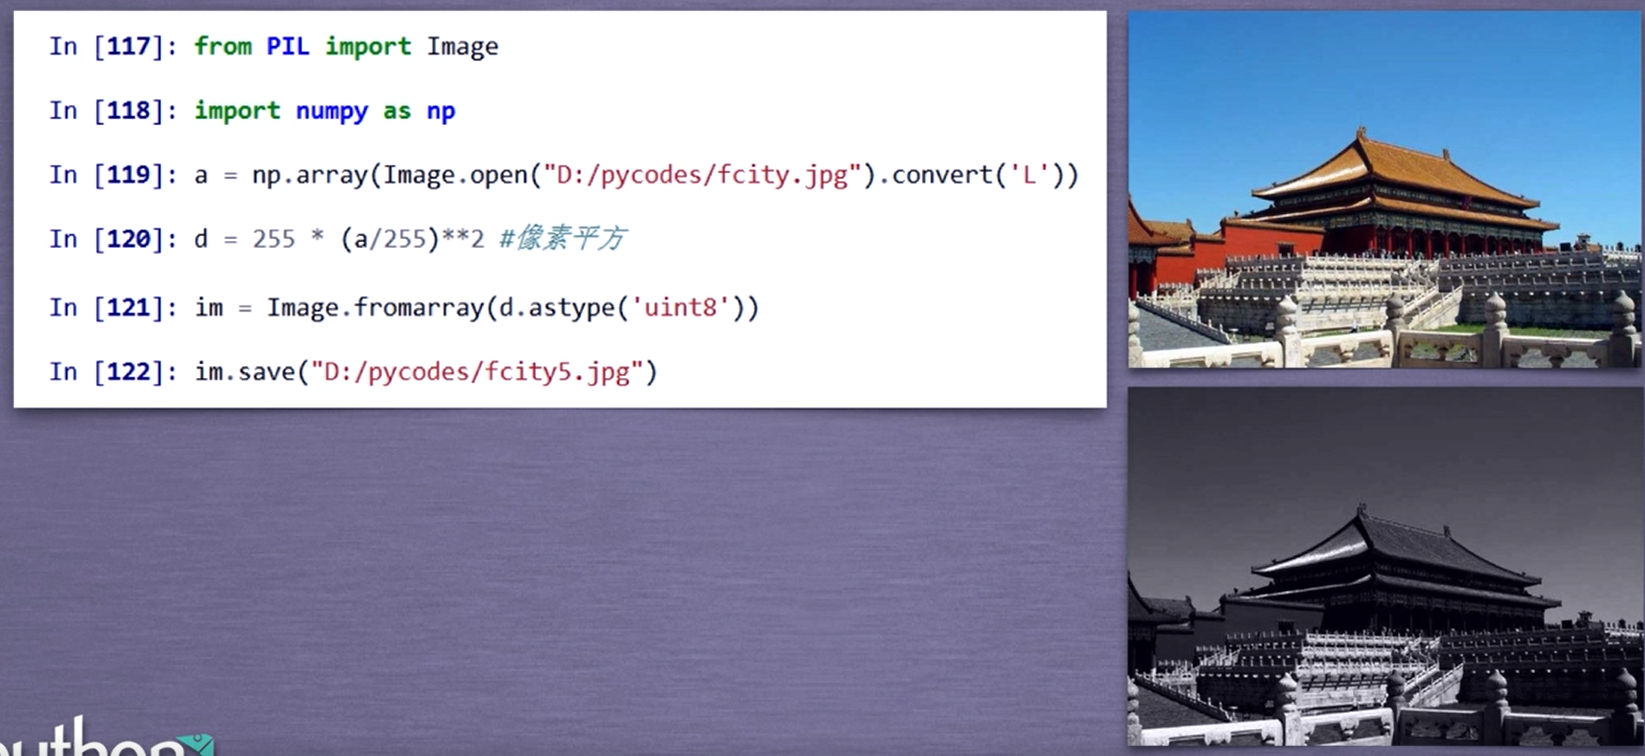 In [117]: from PIL import Image
In [118]: import numpy as np
In [119]: a = np.array(Image.open("D:/pycodes/fcity.jpg").convert('L'))
In [120]: d = 255 * (a/255)**2 #像素平方
In [121]: im = Image.fromarray(d.astype('uint8'))
In [122]: im.save("D:/pycodes/fcity5.jpg")